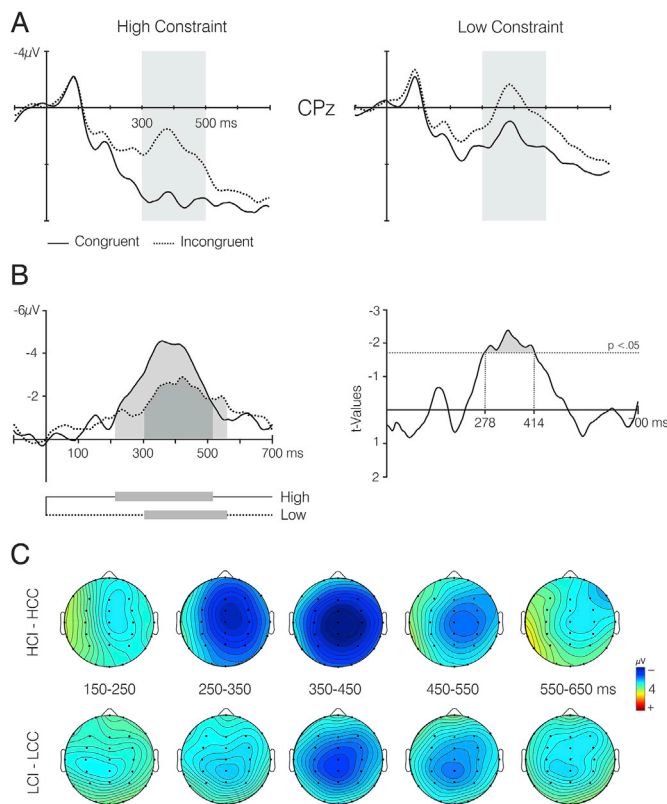 A
High Constraint
Low Constraint
-4µV
300
500 ms
CPz
Congruent
Incongruent
B
-6µV
-4
-2
100
300
500
700 ms
High
Low
-3
-2
p <.05
-1
t-Values
278
414
700 ms
1
2
C
HCI - HCC
150-250
250-350
350-450
450-550
550-650 ms
µV
–
4
+
LCI - LCC